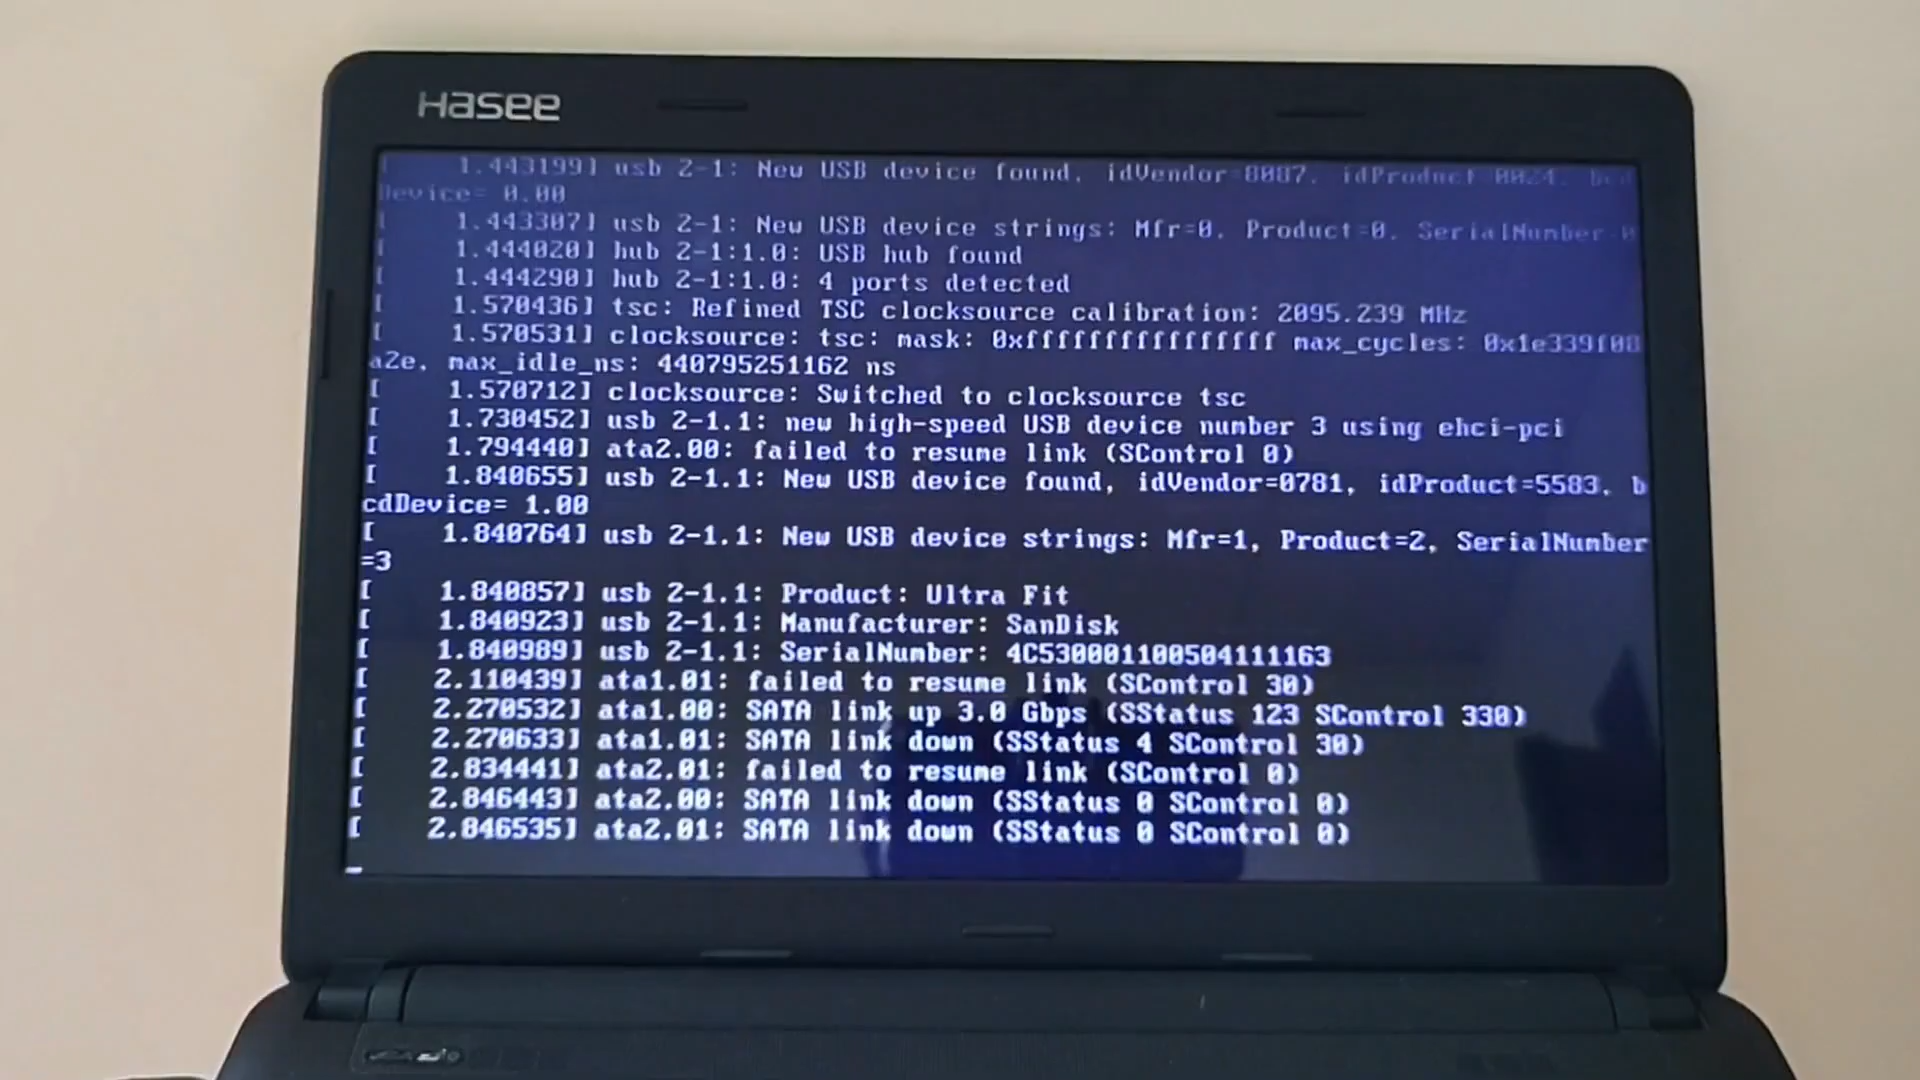 Hasee
[ 1.443199] usb 2-1: New USB device found, idVendor=8087, idProduct=0024, bcd
Device= 0.00
[ 1.443307] usb 2-1: New USB device strings: Mfr=0, Product=0, SerialNumber=0
[ 1.444020] hub 2-1:1.0: USB hub found
[ 1.444290] hub 2-1:1.0: 4 ports detected
[ 1.570436] tsc: Refined TSC clocksource calibration: 2095.239 MHz
[ 1.570531] clocksource: tsc: mask: 0xffffffffffffffff max_cycles: 0x1e339f08
a2e, max_idle_ns: 440795251162 ns
[ 1.570712] clocksource: Switched to clocksource tsc
[ 1.730452] usb 2-1.1: new high-speed USB device number 3 using ehci-pci
[ 1.794440] ata2.00: failed to resume link (SControl 0)
[ 1.840655] usb 2-1.1: New USB device found, idVendor=0781, idProduct=5583, b
cdDevice= 1.00
[ 1.840764] usb 2-1.1: New USB device strings: Mfr=1, Product=2, SerialNumber
=3
[ 1.840857] usb 2-1.1: Product: Ultra Fit
[ 1.840923] usb 2-1.1: Manufacturer: SanDisk
[ 1.840989] usb 2-1.1: SerialNumber: 4C530001100504111163
[ 2.110439] ata1.01: failed to resume link (SControl 30)
[ 2.270532] ata1.00: SATA link up 3.0 Gbps (SStatus 123 SControl 330)
[ 2.270633] ata1.01: SATA link down (SStatus 4 SControl 30)
[ 2.834441] ata2.01: failed to resume link (SControl 0)
[ 2.846443] ata2.00: SATA link down (SStatus 0 SControl 0)
[ 2.846535] ata2.01: SATA link down (SStatus 0 SControl 0)